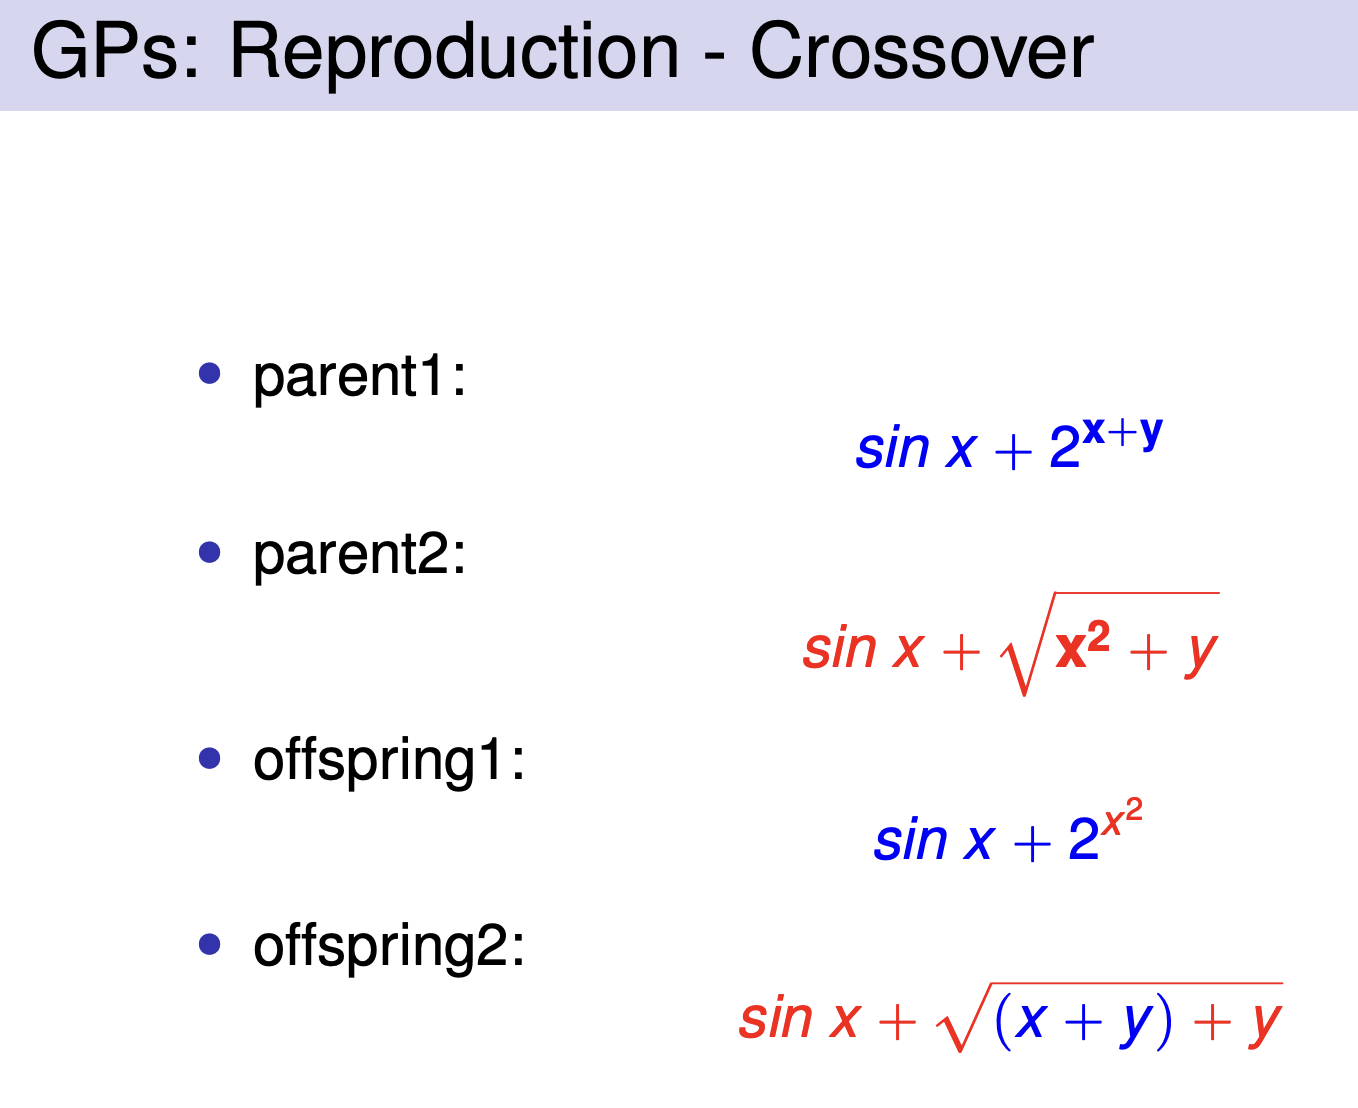 GPs: Reproduction - Crossover
• parent1:
sin x + 2^{x+y}
• parent2:
sin x + √(x² + y)
• offspring1:
sin x + 2^{x²}
• offspring2:
sin x + √((x + y) + y)